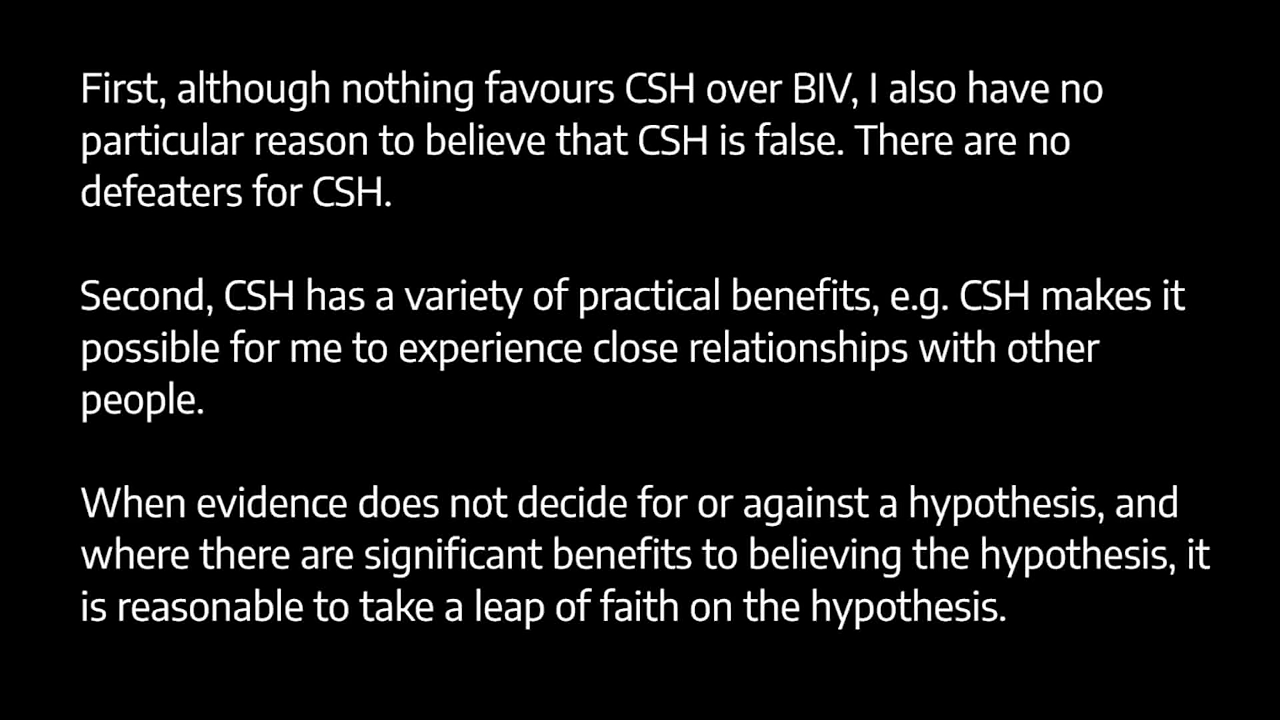 First, although nothing favours CSH over BIV, I also have no
particular reason to believe that CSH is false. There are no
defeaters for CSH.
Second, CSH has a variety of practical benefits, e.g. CSH makes it
possible for me to experience close relationships with other
people.
When evidence does not decide for or against a hypothesis, and
where there are significant benefits to believing the hypothesis, it
is reasonable to take a leap of faith on the hypothesis.